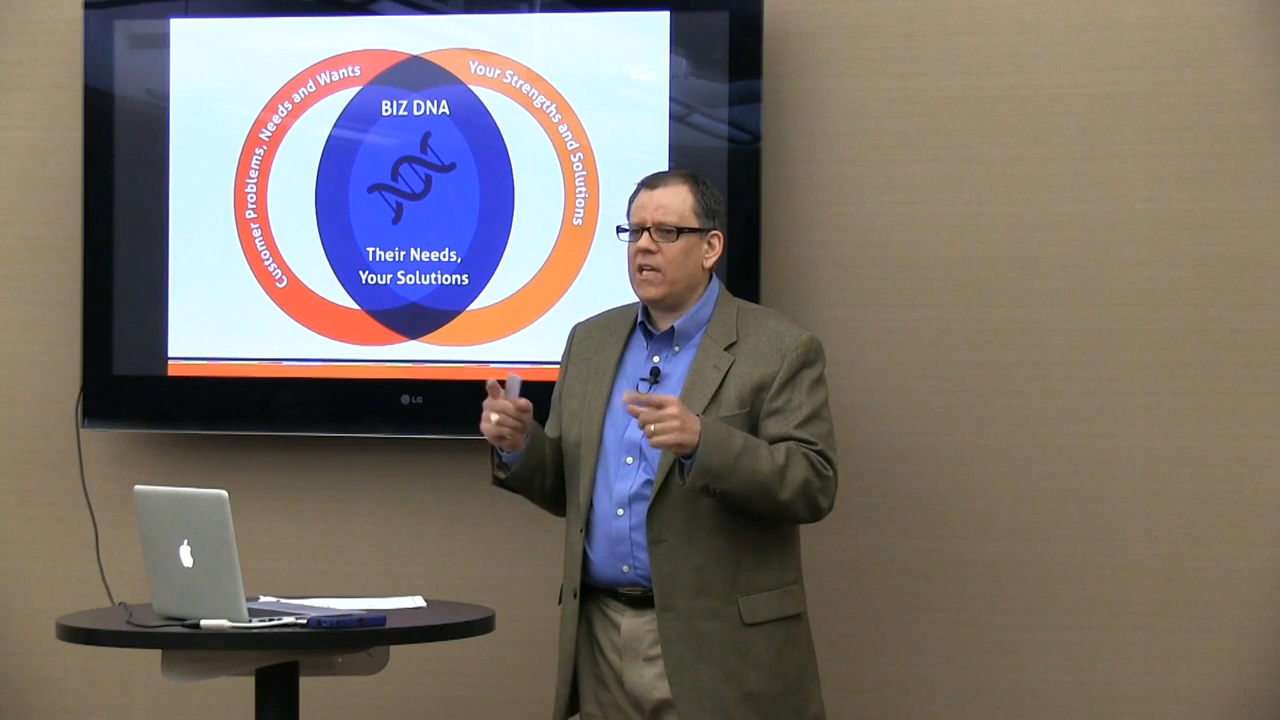 Customer Problems, Needs and Wants
Your Strengths and Solutions
BIZ DNA
Their Needs,
Your Solutions
LG